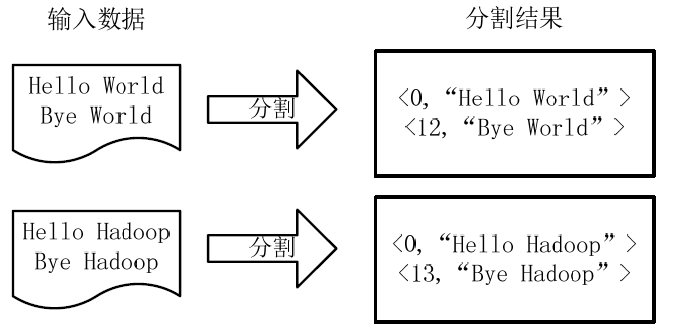 输入数据
分割结果
Hello World
Bye World
分割
<0, “Hello World” >
<12, “Bye World” >
Hello Hadoop
Bye Hadoop
分割
<0, “Hello Hadoop” >
<13, “Bye Hadoop” >